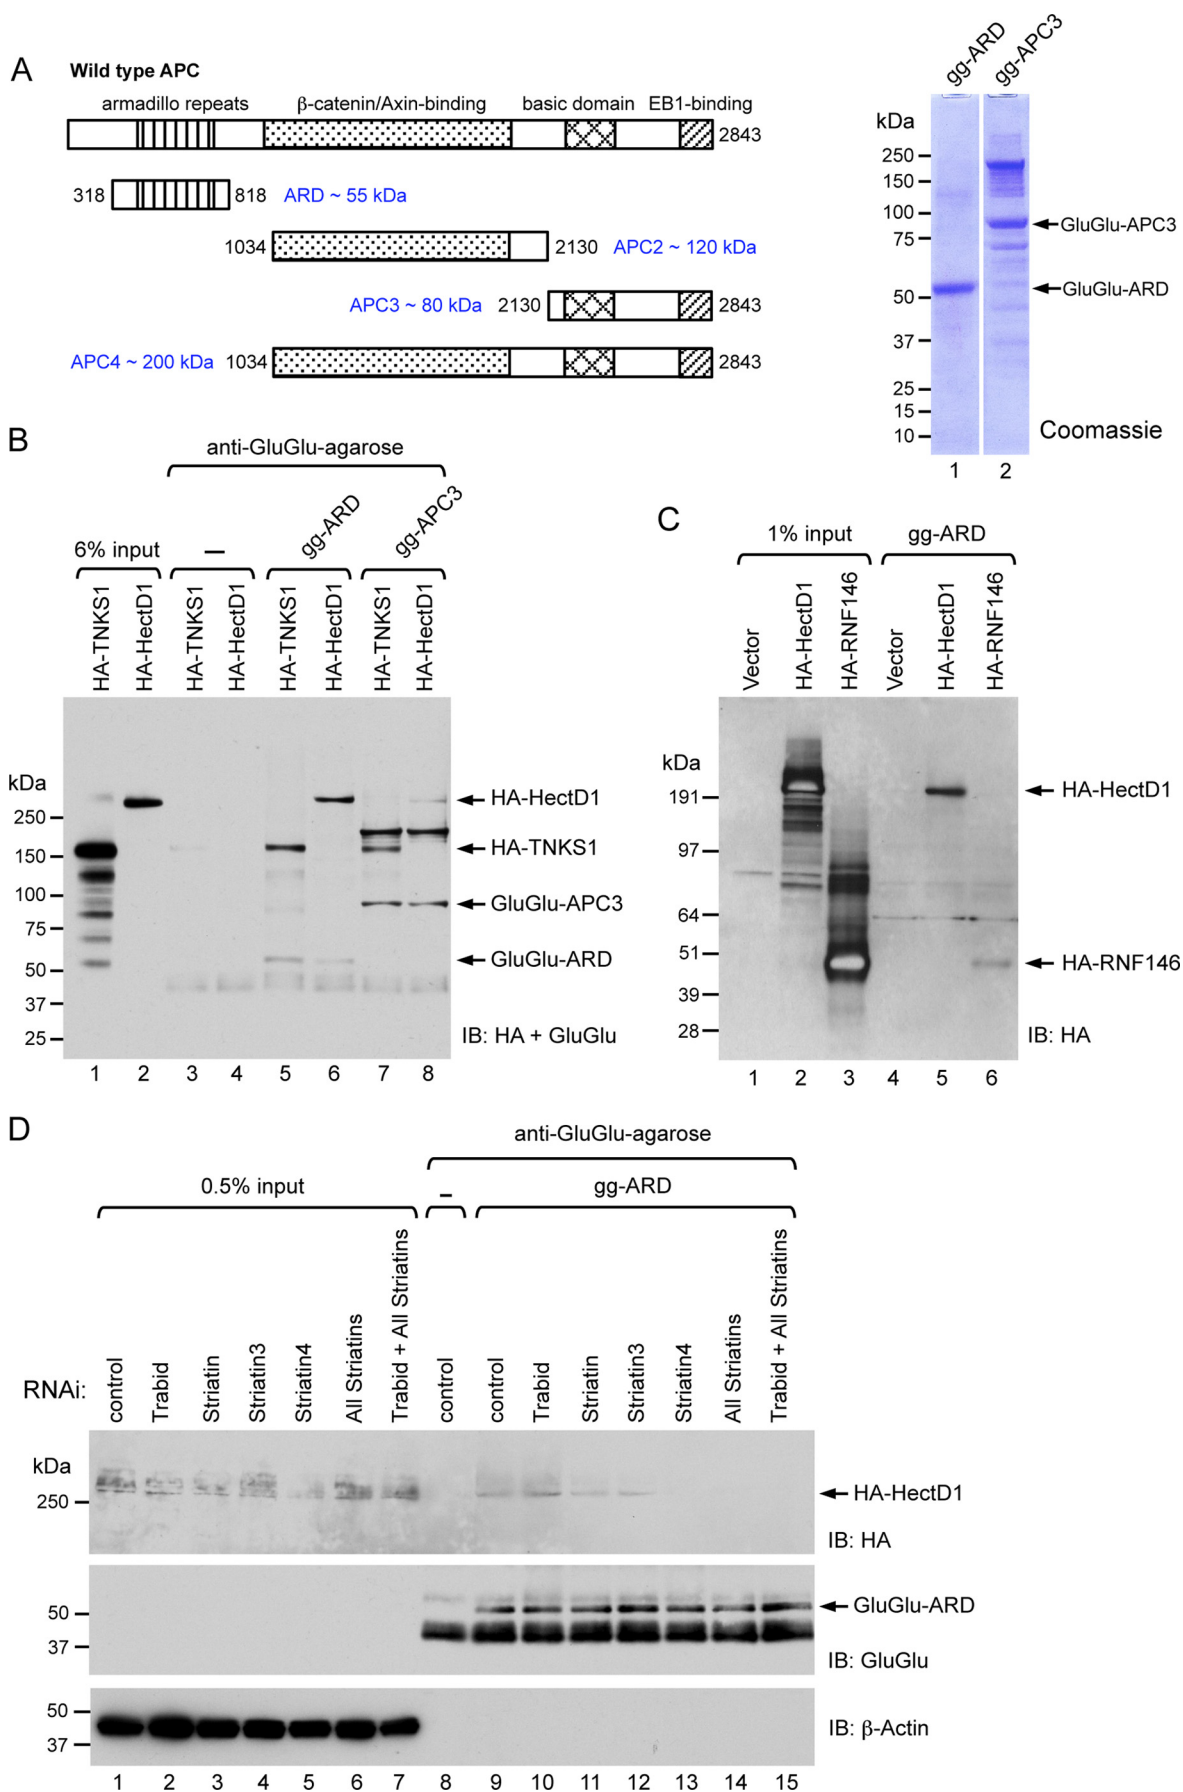 A
Wild type APC
armadillo repeats β-catenin/Axin-binding basic domain EB1-binding
2843
318 818 ARD ~ 55 kDa
1034 2130 APC2 ~ 120 kDa
APC3 ~ 80 kDa 2130 2843
APC4 ~ 200 kDa 1034 2843
gg-ARD gg-APC3
kDa
250
150
100
75
50
37
25
15
10
GluGlu-APC3
GluGlu-ARD
Coomassie
1 2
B
anti-GluGlu-agarose
6% input – gg-ARD gg-APC3
HA-TNKS1 HA-HectD1 HA-TNKS1 HA-HectD1 HA-TNKS1 HA-HectD1 HA-TNKS1 HA-HectD1
kDa
250
150
100
75
50
37
25
HA-HectD1
HA-TNKS1
GluGlu-APC3
GluGlu-ARD
IB: HA + GluGlu
1 2 3 4 5 6 7 8
C
1% input gg-ARD
Vector HA-HectD1 HA-RNF146 Vector HA-HectD1 HA-RNF146
kDa
191
97
64
51
39
28
HA-HectD1
HA-RNF146
IB: HA
1 2 3 4 5 6
D
anti-GluGlu-agarose
0.5% input – gg-ARD
RNAi: control Trabid Striatin Striatin3 Striatin4 All Striatins Trabid + All Striatins control control Trabid Striatin Striatin3 Striatin4 All Striatins Trabid + All Striatins
kDa
250
HA-HectD1
IB: HA
50
37
GluGlu-ARD
IB: GluGlu
50
37
IB: β-Actin
1 2 3 4 5 6 7 8 9 10 11 12 13 14 15